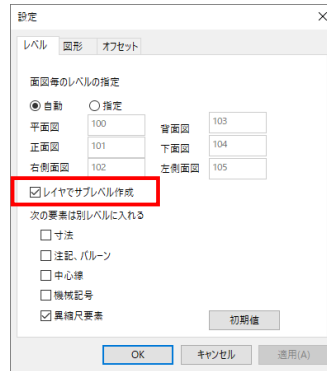 設定
レベル 図形 オフセット
面図毎のレベルの指定
自動 指定
平面図 100 背面図 103
正面図 101 下面図 104
右側面図 102 左側面図 105
レイヤでサブレベル作成
次の要素は別レベルに入れる
寸法
注記、バルーン
中心線
機械記号
異縮尺要素
初期値
OK キャンセル 適用(A)